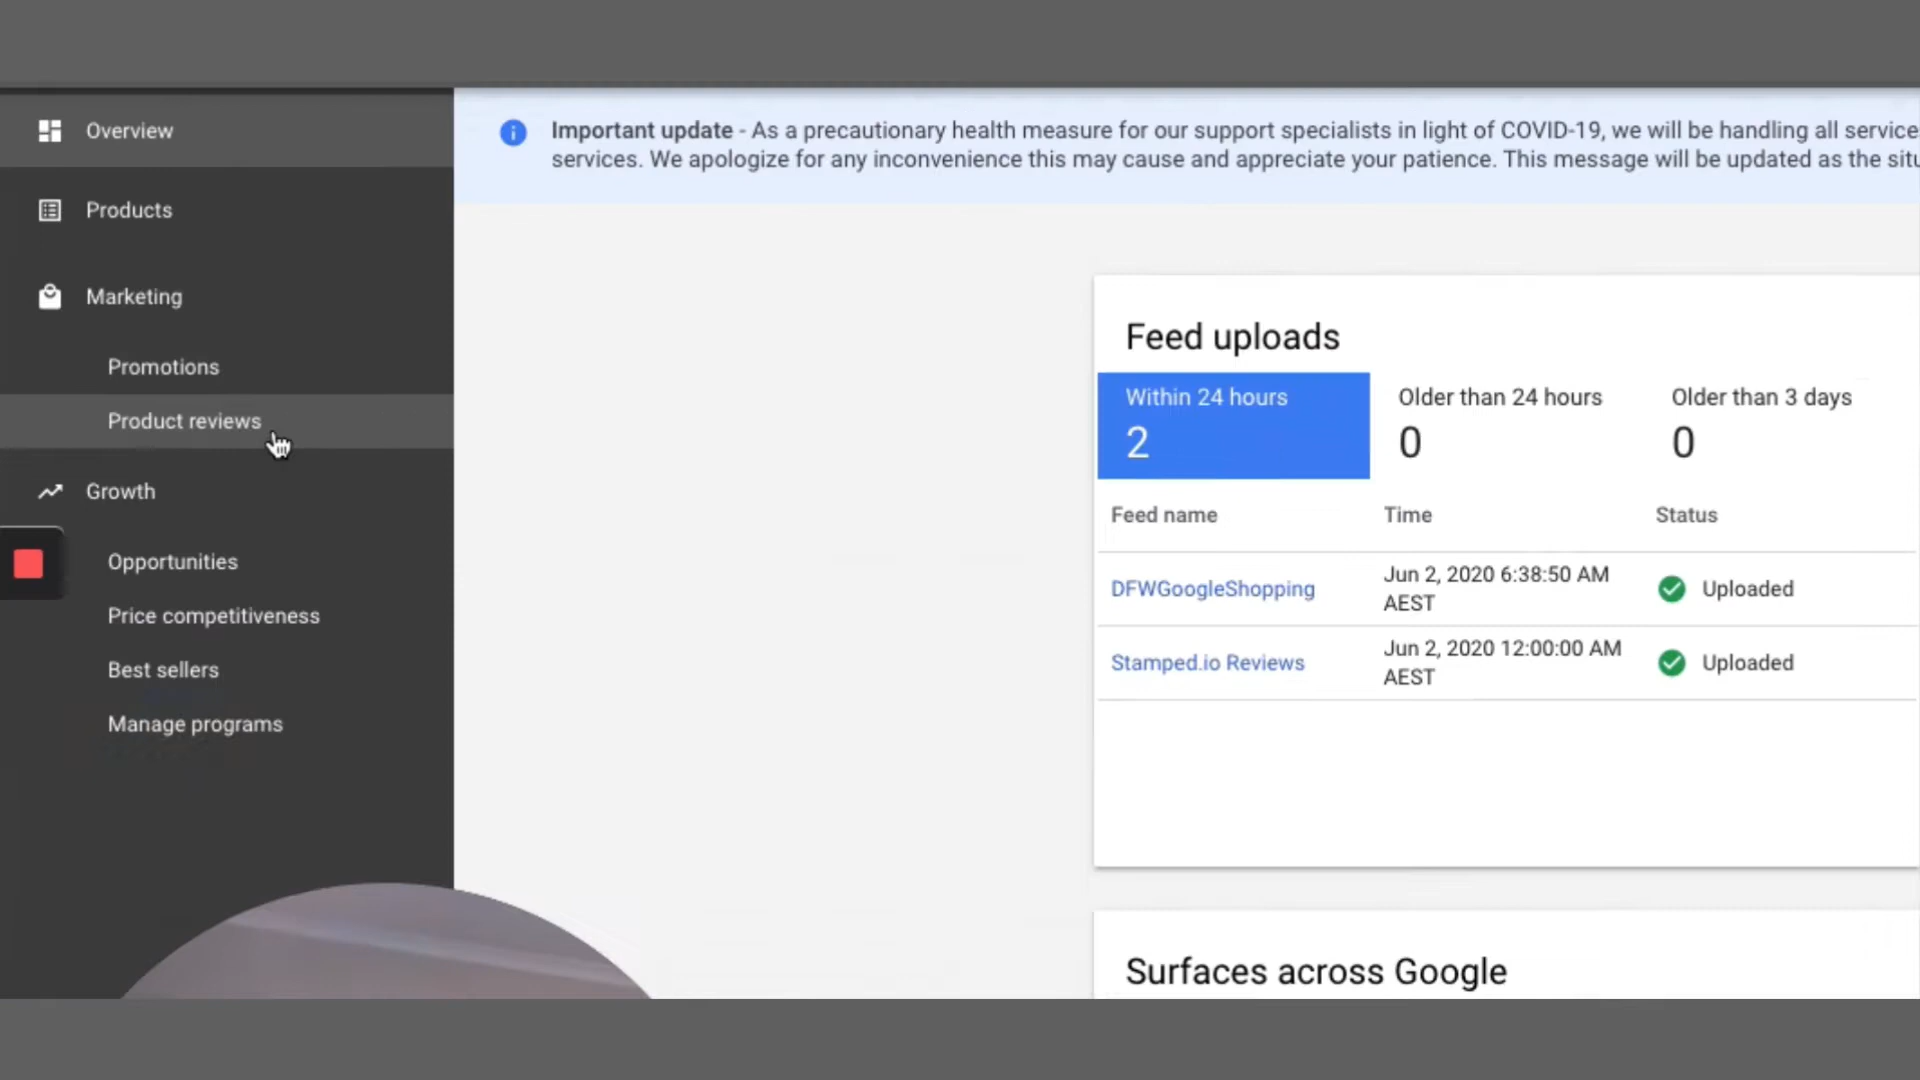 Overview
Products
Marketing
Promotions
Product reviews
Growth
Opportunities
Price competitiveness
Best sellers
Manage programs
Important update - As a precautionary health measure for our support specialists in light of COVID-19, we will be handling all service
services. We apologize for any inconvenience this may cause and appreciate your patience. This message will be updated as the
Feed uploads
Within 24 hours
2
Older than 24 hours
0
Older than 3 days
0
Feed name Time Status
DFWGoogleShopping Jun 2, 2020 6:38:50 AM
AEST Uploaded
Stamped.io Reviews Jun 2, 2020 12:00:00 AM
AEST Uploaded
Surfaces across Google